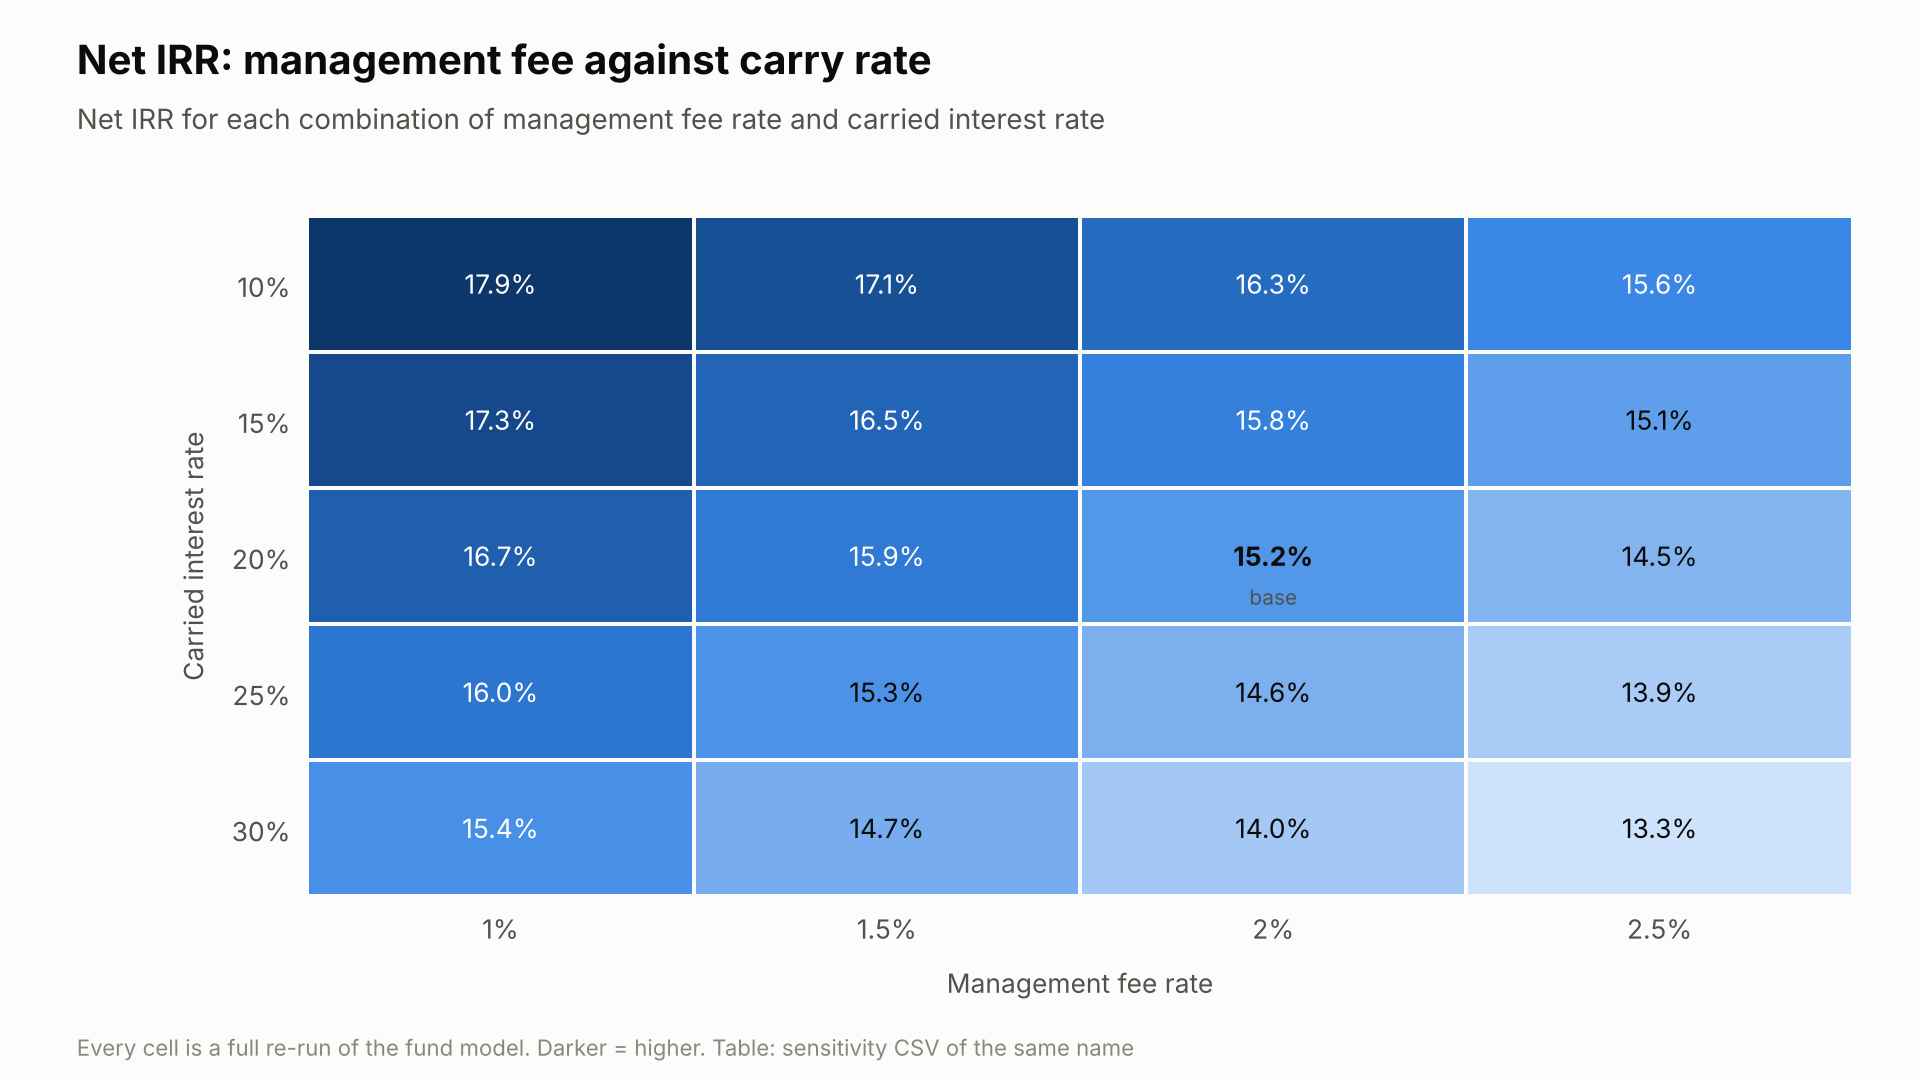 Net IRR: management fee against carry rate
Net IRR for each combination of management fee rate and carried interest rate
Carried interest rate
10% 17.9% 17.1% 16.3% 15.6%
15% 17.3% 16.5% 15.8% 15.1%
20% 16.7% 15.9% 15.2% 14.5%
base
25% 16.0% 15.3% 14.6% 13.9%
30% 15.4% 14.7% 14.0% 13.3%
1% 1.5% 2% 2.5%
Management fee rate
Every cell is a full re-run of the fund model. Darker = higher. Table: sensitivity CSV of the same name